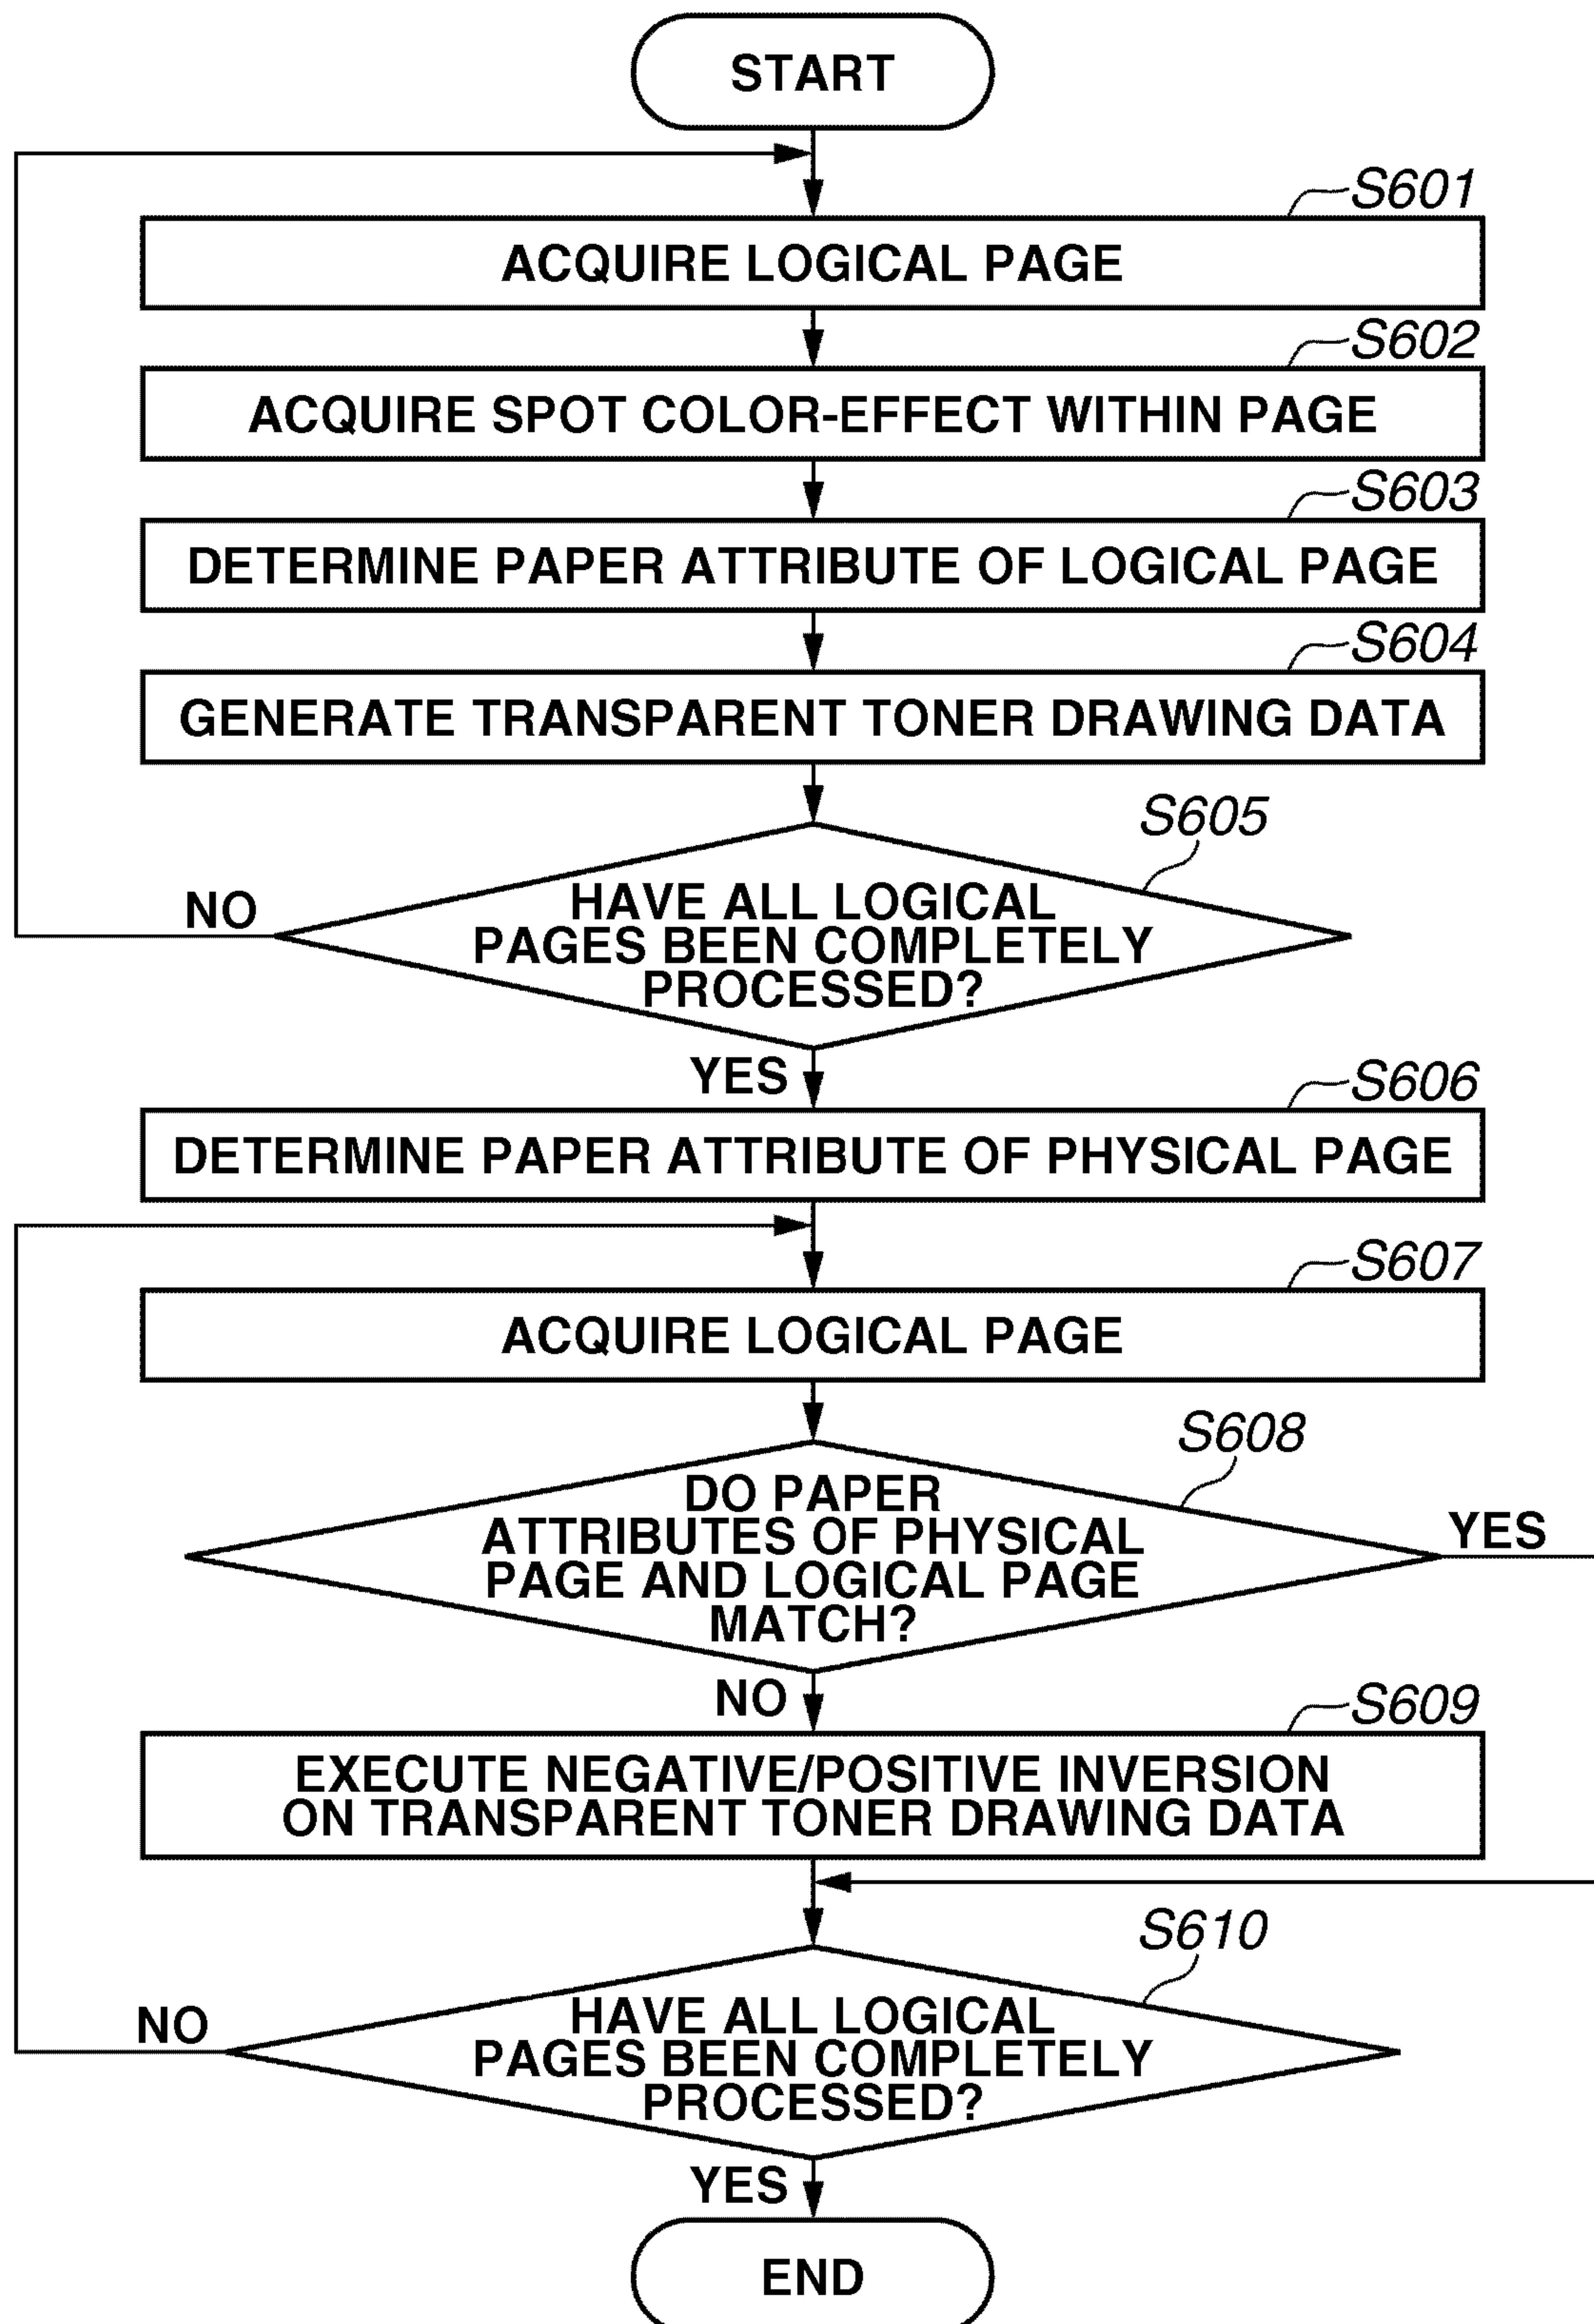 START
S601
ACQUIRE LOGICAL PAGE
S602
ACQUIRE SPOT COLOR-EFFECT WITHIN PAGE
S603
DETERMINE PAPER ATTRIBUTE OF LOGICAL PAGE
S604
GENERATE TRANSPARENT TONER DRAWING DATA
S605
HAVE ALL LOGICAL
PAGES BEEN COMPLETELY
PROCESSED?
NO
YES
S606
DETERMINE PAPER ATTRIBUTE OF PHYSICAL PAGE
S607
ACQUIRE LOGICAL PAGE
S608
DO PAPER
ATTRIBUTES OF PHYSICAL
PAGE AND LOGICAL PAGE
MATCH?
YES
NO
S609
EXECUTE NEGATIVE/POSITIVE INVERSION
ON TRANSPARENT TONER DRAWING DATA
S610
HAVE ALL LOGICAL
PAGES BEEN COMPLETELY
PROCESSED?
NO
YES
END